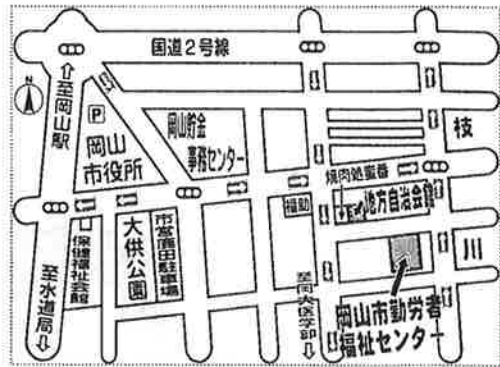 国道2号線
N
至岡山駅
P
岡山
市役所
岡山貯金
事務センター
枝
川
焼肉処雷番
地方自治会館
福助
保健福祉会館
大供公園
市営鹿田駐車場
至水道局
至岡大医学部
岡山市勤労者
福祉センター